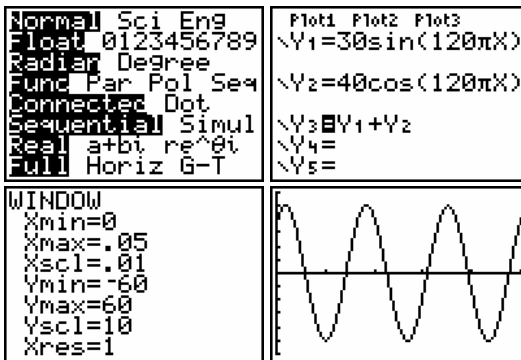 Normal Sci Eng
Float 0123456789
Radian Degree
Func Par Pol Seq
Connected Dot
Sequential Simul
Real a+bi re^θi
Full Horiz G-T
Plot1 Plot2 Plot3
\Y₁=30sin(120πX)
\Y₂=40cos(120πX)
\Y₃=Y₁+Y₂
\Y₄=
\Y₅=
WINDOW
Xmin=0
Xmax=.05
Xscl=.01
Ymin=-60
Ymax=60
Yscl=10
Xres=1